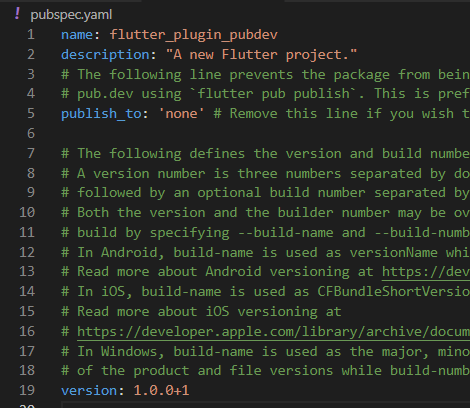 ! pubspec.yaml
1 name: flutter_plugin_pubdev
2 description: "A new Flutter project."
3 # The following line prevents the package from bein
4 # pub.dev using `flutter pub publish`. This is pref
5 publish_to: 'none' # Remove this line if you wish t
6
7 # The following defines the version and build numbe
8 # A version number is three numbers separated by do
9 # followed by an optional build number separated by
10 # Both the version and the builder number may be ov
11 # build by specifying --build-name and --build-numb
12 # In Android, build-name is used as versionName whi
13 # Read more about Android versioning at https://dev
14 # In iOS, build-name is used as CFBundleShortVersio
15 # Read more about iOS versioning at
16 # https://developer.apple.com/library/archive/docum
17 # In Windows, build-name is used as the major, mino
18 # of the product and file versions while build-numb
19 version: 1.0.0+1